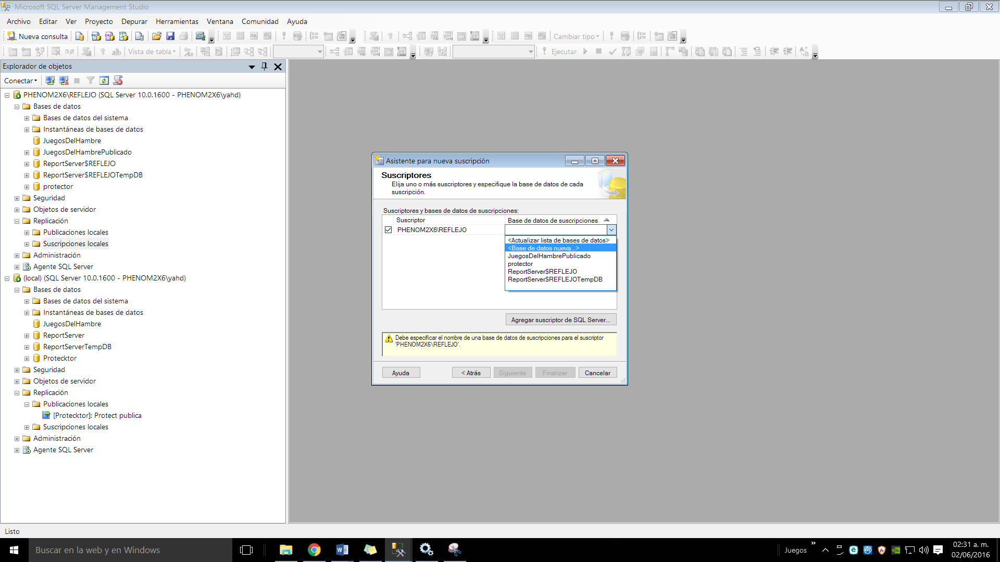 Microsoft SQL Server Management Studio
Archivo Editar Ver Proyecto Depurar Herramientas Ventana Comunidad Ayuda
Nueva consulta
Cambiar tipo
Vista de tabla
Ejecutar
Explorador de objetos
Conectar
PHENOM2X6\REFLEJO (SQL Server 10.0.1600 - PHENOM2X6\yahd)
Bases de datos
Bases de datos del sistema
Instantáneas de bases de datos
JuegosDelHambre
JuegosDelHambrePublicado
ReportServer$REFLEJO
ReportServer$REFLEJOTempDB
protector
Seguridad
Objetos de servidor
Replicación
Publicaciones locales
Suscripciones locales
Administración
Agente SQL Server
(local) (SQL Server 10.0.1600 - PHENOM2X6\yahd)
Bases de datos
Bases de datos del sistema
Instantáneas de bases de datos
JuegosDelHambre
ReportServer
ReportServerTempDB
Protecktor
Seguridad
Objetos de servidor
Replicación
Publicaciones locales
[Protecktor]: Protect publica
Suscripciones locales
Administración
Agente SQL Server
Asistente para nueva suscripción
Suscriptores
Elija uno o más suscriptores y especifique la base de datos de cada
suscripción.
Suscriptores y bases de datos de suscripciones:
Suscriptor Base de datos de suscripciones
PHENOM2X6\REFLEJO
<Actualizar lista de bases de datos>
<Base de datos nueva...>
JuegosDelHambrePublicado
protector
ReportServer$REFLEJO
ReportServer$REFLEJOTempDB
Agregar suscriptor de SQL Server...
Debe especificar el nombre de una base de datos de suscripciones para el suscriptor
'PHENOM2X6\REFLEJO'.
Ayuda < Atrás Siguiente Finalizar Cancelar
Listo
Buscar en la web y en Windows
Juegos
02:31 a. m.
02/06/2016